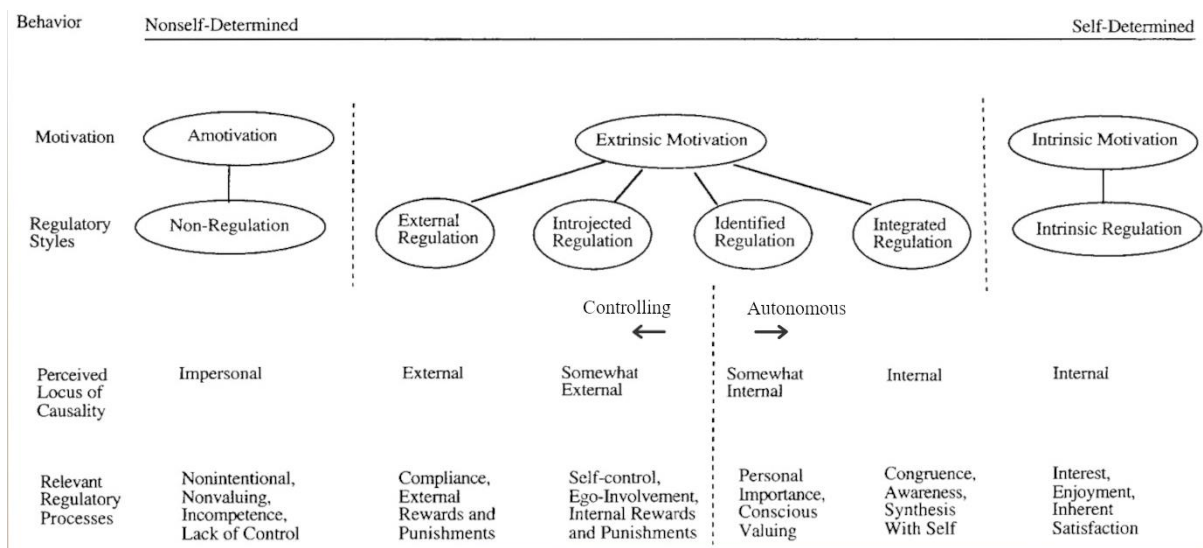 Behavior Nonself-Determined Self-Determined
Motivation Amotivation Extrinsic Motivation Intrinsic Motivation
Regulatory
Styles
Non-Regulation
External
Regulation
Introjected
Regulation
Identified
Regulation
Integrated
Regulation
Intrinsic Regulation
Controlling Autonomous
Perceived
Locus of
Causality
Impersonal
External
Somewhat
External
Somewhat
Internal
Internal
Internal
Relevant
Regulatory
Processes
Nonintentional,
Nonvaluing,
Incompetence,
Lack of Control
Compliance,
External
Rewards and
Punishments
Self-control,
Ego-Involvement,
Internal Rewards
and Punishments
Personal
Importance,
Conscious
Valuing
Congruence,
Awareness,
Synthesis
With Self
Interest,
Enjoyment,
Inherent
Satisfaction